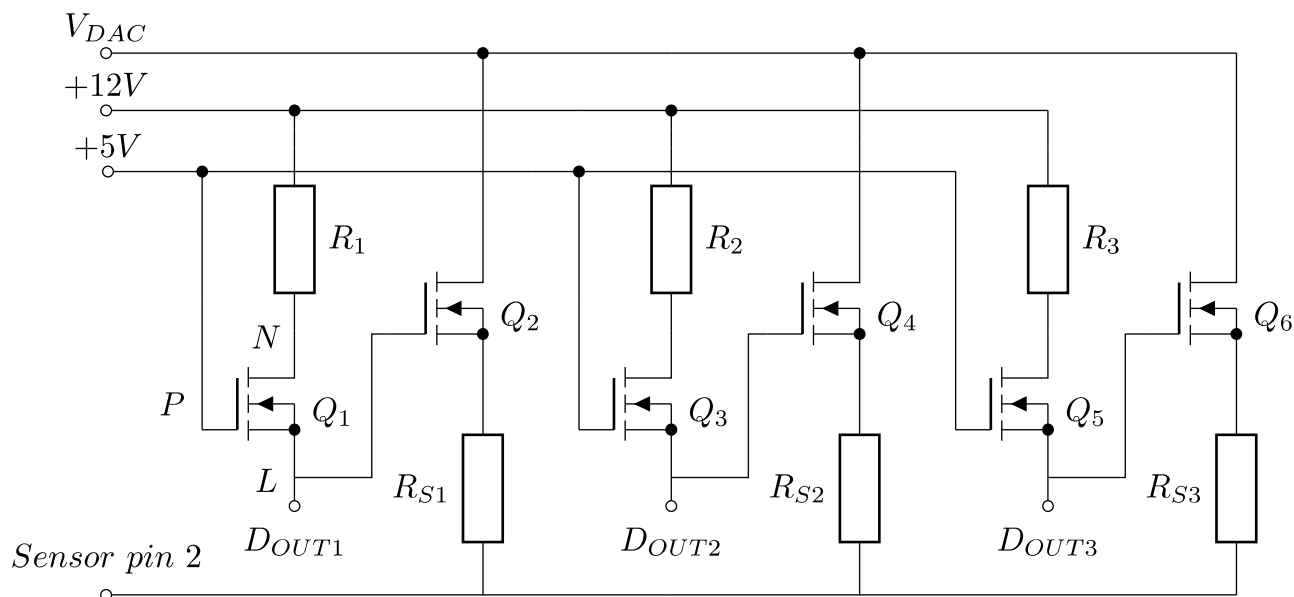 V_DAC
+12V
+5V
R_1
R_2
R_3
N
Q_2
Q_4
Q_6
P
Q_1
Q_3
Q_5
L
R_S1
R_S2
R_S3
D_OUT1
D_OUT2
D_OUT3
Sensor pin 2